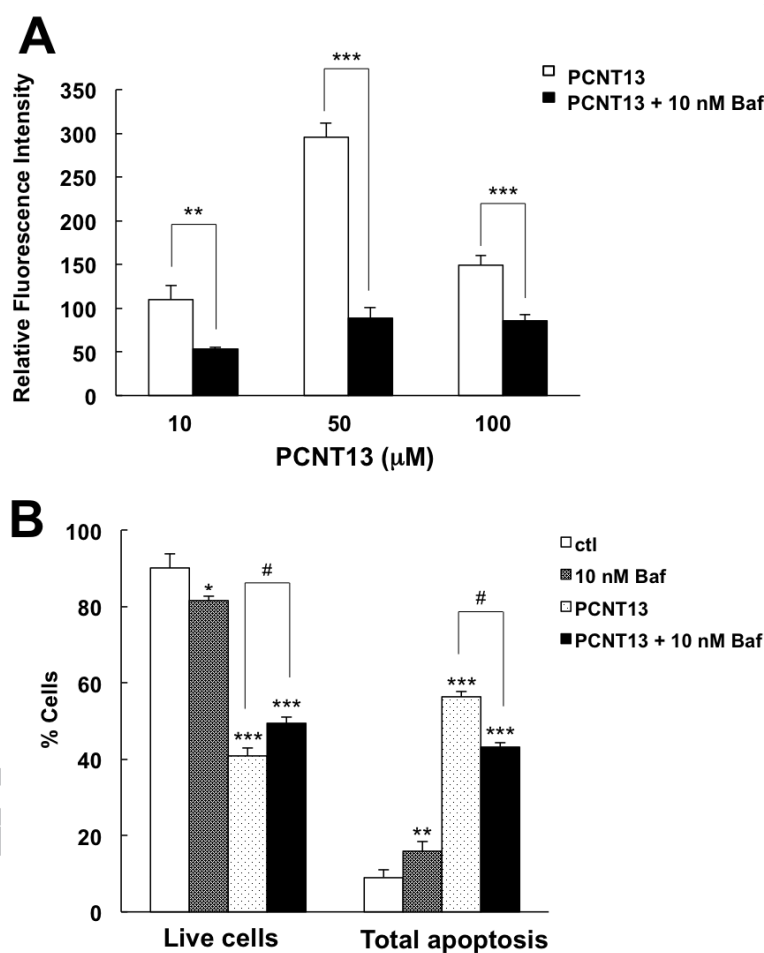 A
PCNT13
PCNT13 + 10 nM Baf
Relative Fluorescence Intensity
350
300
250
200
150
100
50
0
**
***
***
10
50
100
PCNT13 (μM)
B
ctl
10 nM Baf
PCNT13
PCNT13 + 10 nM Baf
% Cells
100
80
60
40
20
0
*
***
***
#
**
***
***
#
Live cells
Total apoptosis